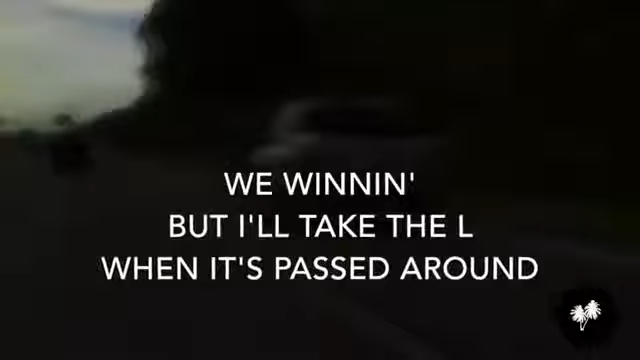 WE WINNIN'
BUT I'LL TAKE THE L
WHEN IT'S PASSED AROUND